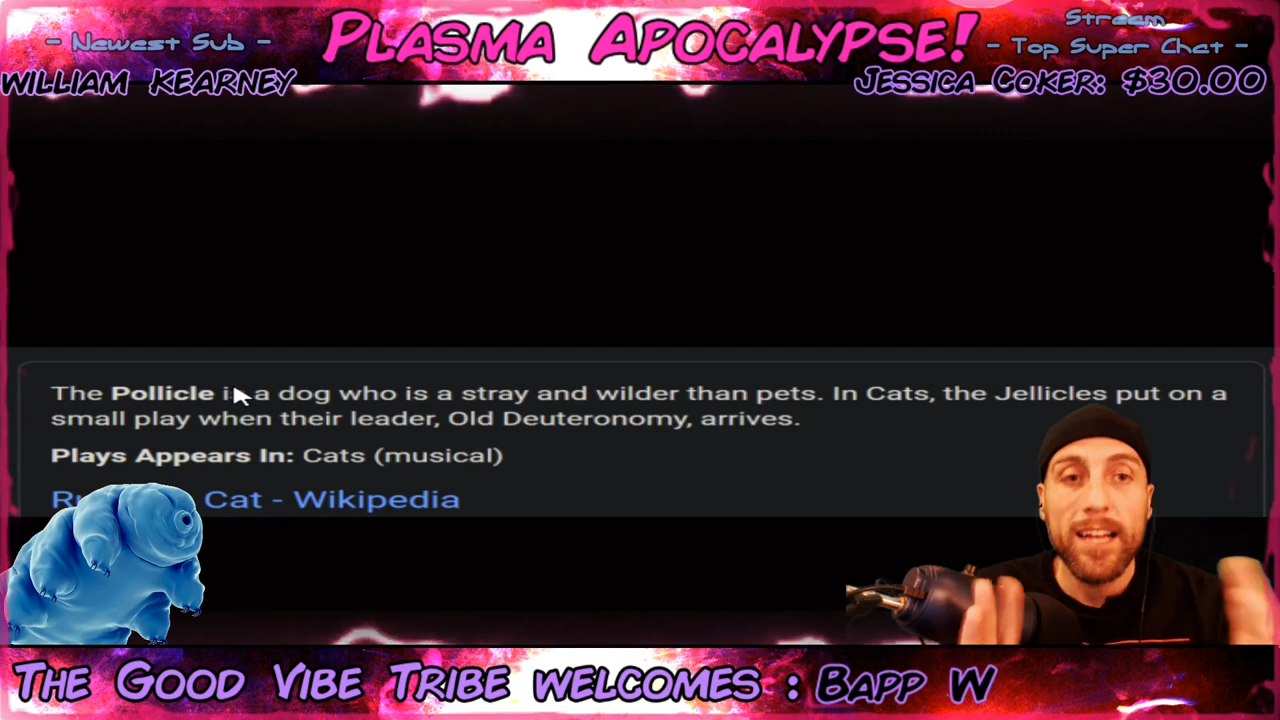 - Newest Sub -
WILLIAM KEARNEY
PLASMA APOCALYPSE!
Stream
- Top Super Chat -
JESSICA COKER: $30.00
The Pollicle a dog who is a stray and wilder than pets. In Cats, the Jellicles put on a
small play when their leader, Old Deuteronomy, arrives.
Plays Appears In: Cats (musical)
Cat - Wikipedia
THE GOOD VIBE TRIBE WELCOMES : BAPP W